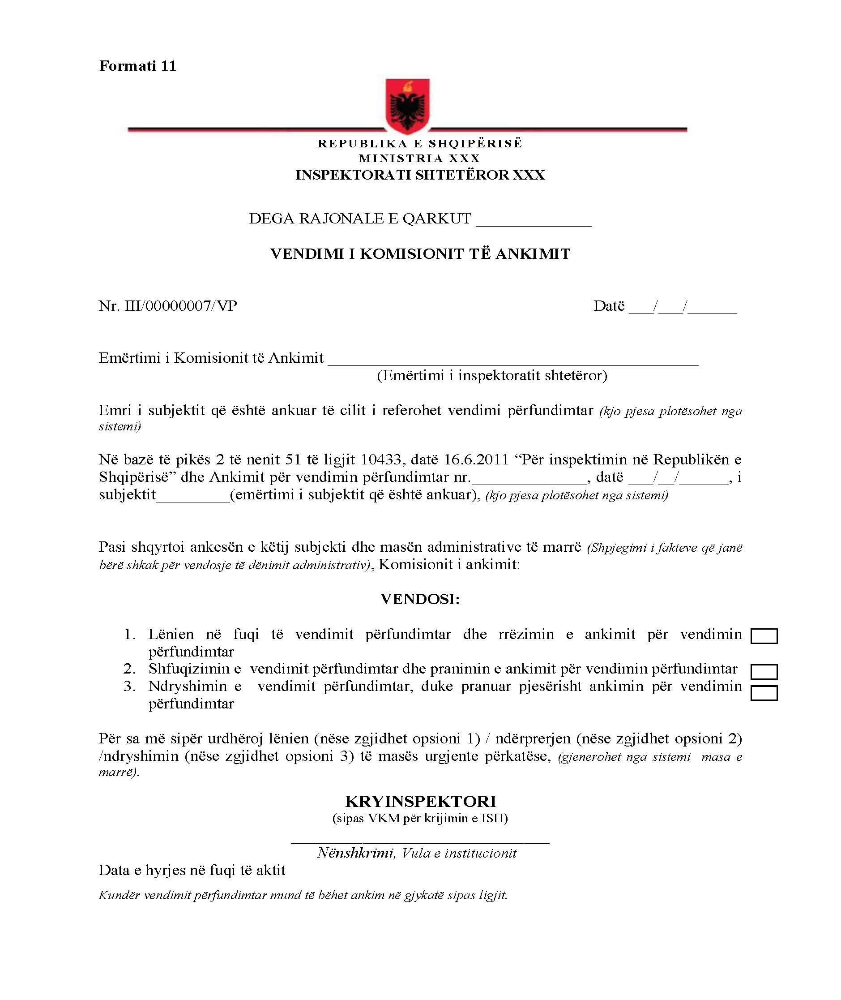 Formati 11
REPUBLIKA E SHQIPËRISË
MINISTRIA XXX
INSPEKTORATI SHTETËROR XXX
DEGA RAJONALE E QARKUT ______________
VENDIMI I KOMISIONIT TË ANKIMIT
Nr. III/00000007/VP Datë ___/___/______
Emërtimi i Komisionit të Ankimit _____________________________________________
(Emërtimi i inspektoratit shtetëror)
Emri i subjektit që është ankuar të cilit i referohet vendimi përfundimtar (kjo pjesa plotësohet nga
sistemi)
Në bazë të pikës 2 të nenit 51 të ligjit 10433, datë 16.6.2011 “Për inspektimin në Republikën e
Shqipërisë” dhe Ankimit për vendimin përfundimtar nr.______________, datë ___/__/______, i
subjektit_________(emërtimi i subjektit që është ankuar), (kjo pjesa plotësohet nga sistemi)
Pasi shqyrtoi ankesën e këtij subjekti dhe masën administrative të marrë (Shpjegimi i fakteve që janë
bërë shkak për vendosje të dënimit administrativ), Komisionit i ankimit:
VENDOSI:
1. Lënien në fuqi të vendimit përfundimtar dhe rrëzimin e ankimit për vendimin
përfundimtar
2. Shfuqizimin e vendimit përfundimtar dhe pranimin e ankimit për vendimin përfundimtar
3. Ndryshimin e vendimit përfundimtar, duke pranuar pjesërisht ankimin për vendimin
përfundimtar
Për sa më sipër urdhëroj lënien (nëse zgjidhet opsioni 1) / ndërprerjen (nëse zgjidhet opsioni 2)
/ndryshimin (nëse zgjidhet opsioni 3) të masës urgjente përkatëse, (gjenerohet nga sistemi masa e
marrë).
KRYINSPEKTORI
(sipas VKM për krijimin e ISH)
_________________________________
Nënshkrimi, Vula e institucionit
Data e hyrjes në fuqi të aktit
Kundër vendimit përfundimtar mund të bëhet ankim në gjykatë sipas ligjit.